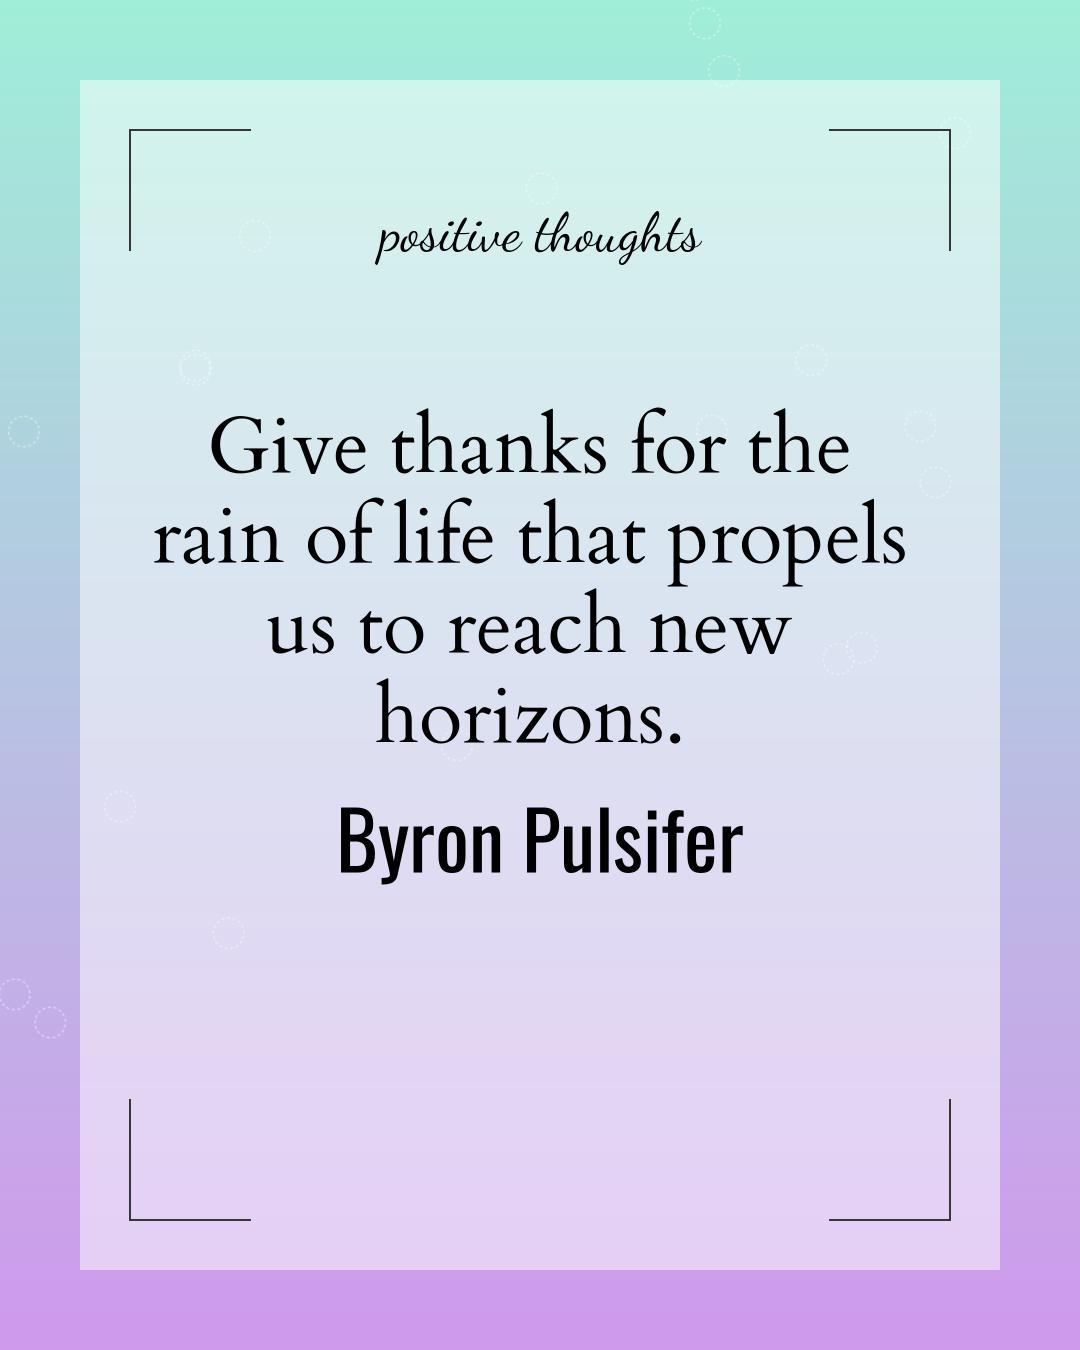 positive thoughts
Give thanks for the
rain of life that propels
us to reach new
horizons.
Byron Pulsifer